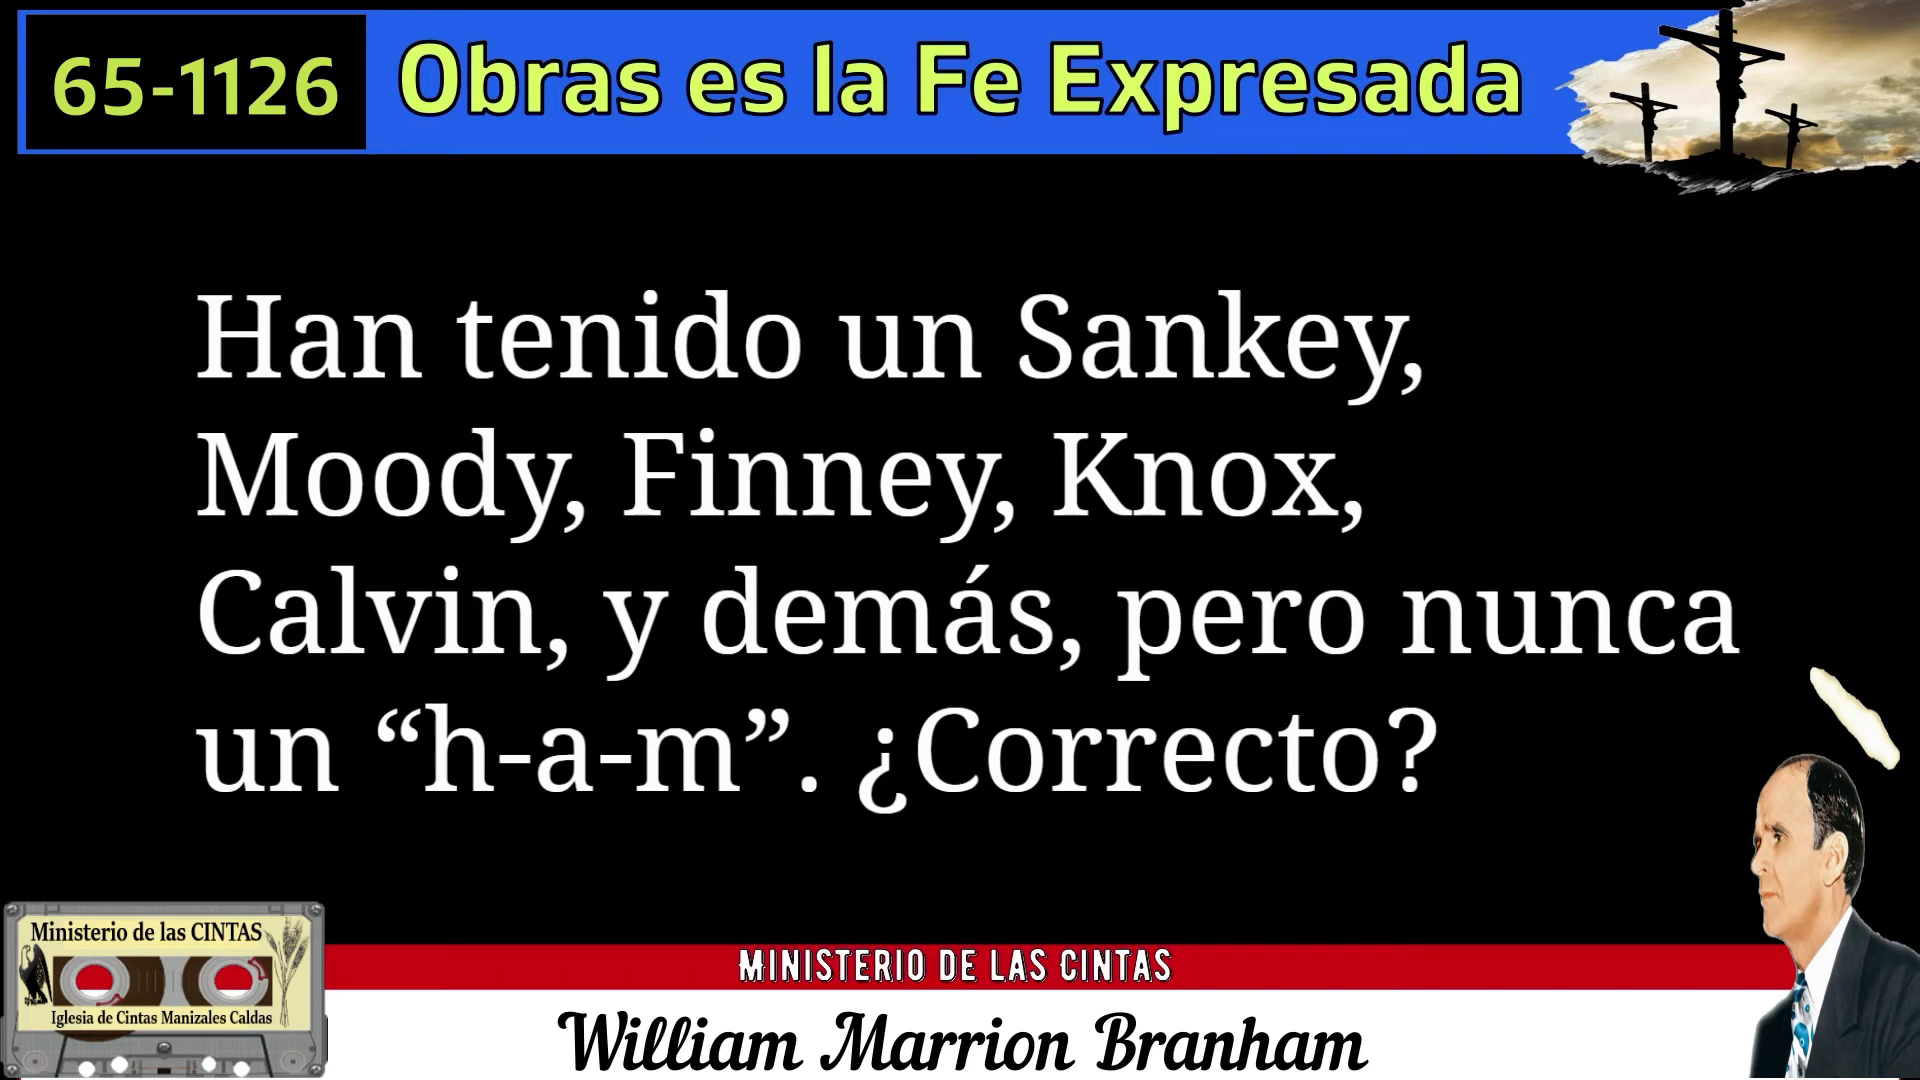 65-1126
Obras es la Fe Expresada
Han tenido un Sankey,
Moody, Finney, Knox,
Calvin, y demás, pero nunca
un “h-a-m”. ¿Correcto?
Ministerio de las CINTAS
Iglesia de Cintas Manizales Caldas
MINISTERIO DE LAS CINTAS
William Marrion Branham